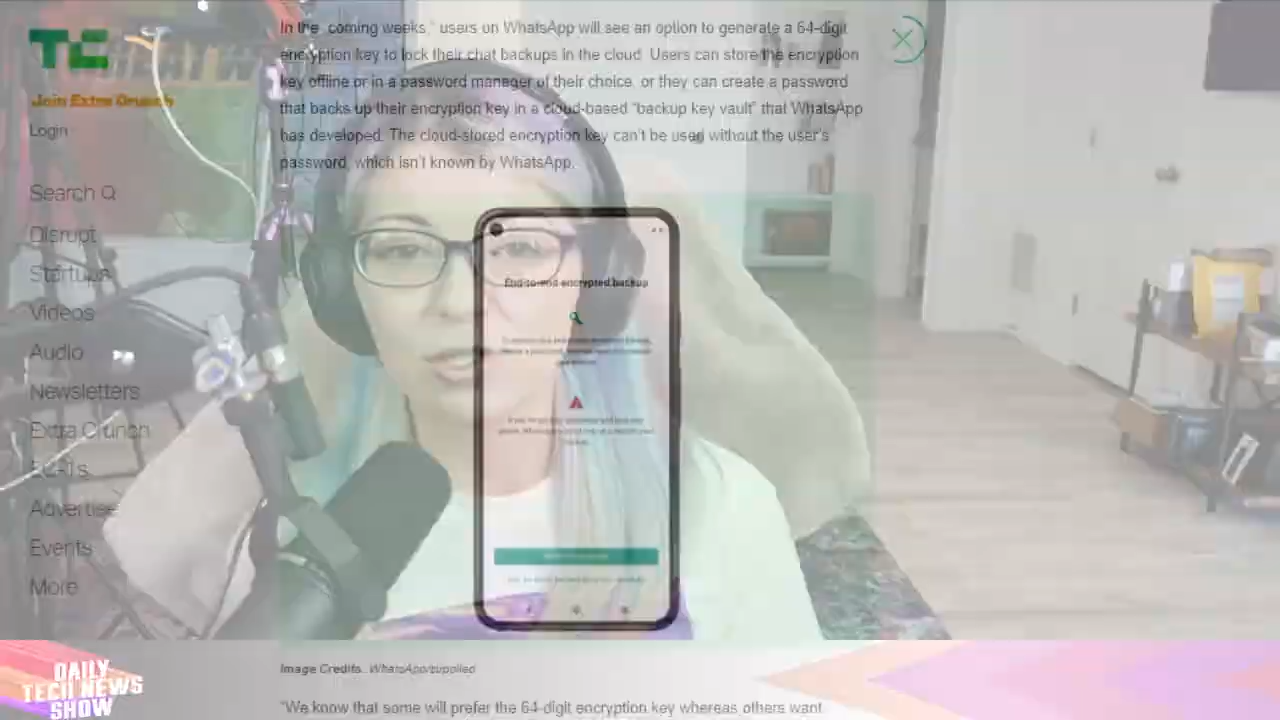 TC
Join Extra Crunch
Login
Search
Disrupt
Startups
Videos
Audio
Newsletters
Extra Crunch
EC-1s
Advertise
Events
More
In the "coming weeks," users on WhatsApp will see an option to generate a 64-digit
encryption key to lock their chat backups in the cloud. Users can store the encryption
key offline or in a password manager of their choice, or they can create a password
that backs up their encryption key in a cloud-based "backup key vault" that WhatsApp
has developed. The cloud-stored encryption key can't be used without the user's
password, which isn't known by WhatsApp.
End-to-end encrypted backup
Image Credits: WhatsApp/supplied
"We know that some will prefer the 64-digit encryption key whereas others want
DAILY
TECH NEWS
SHOW